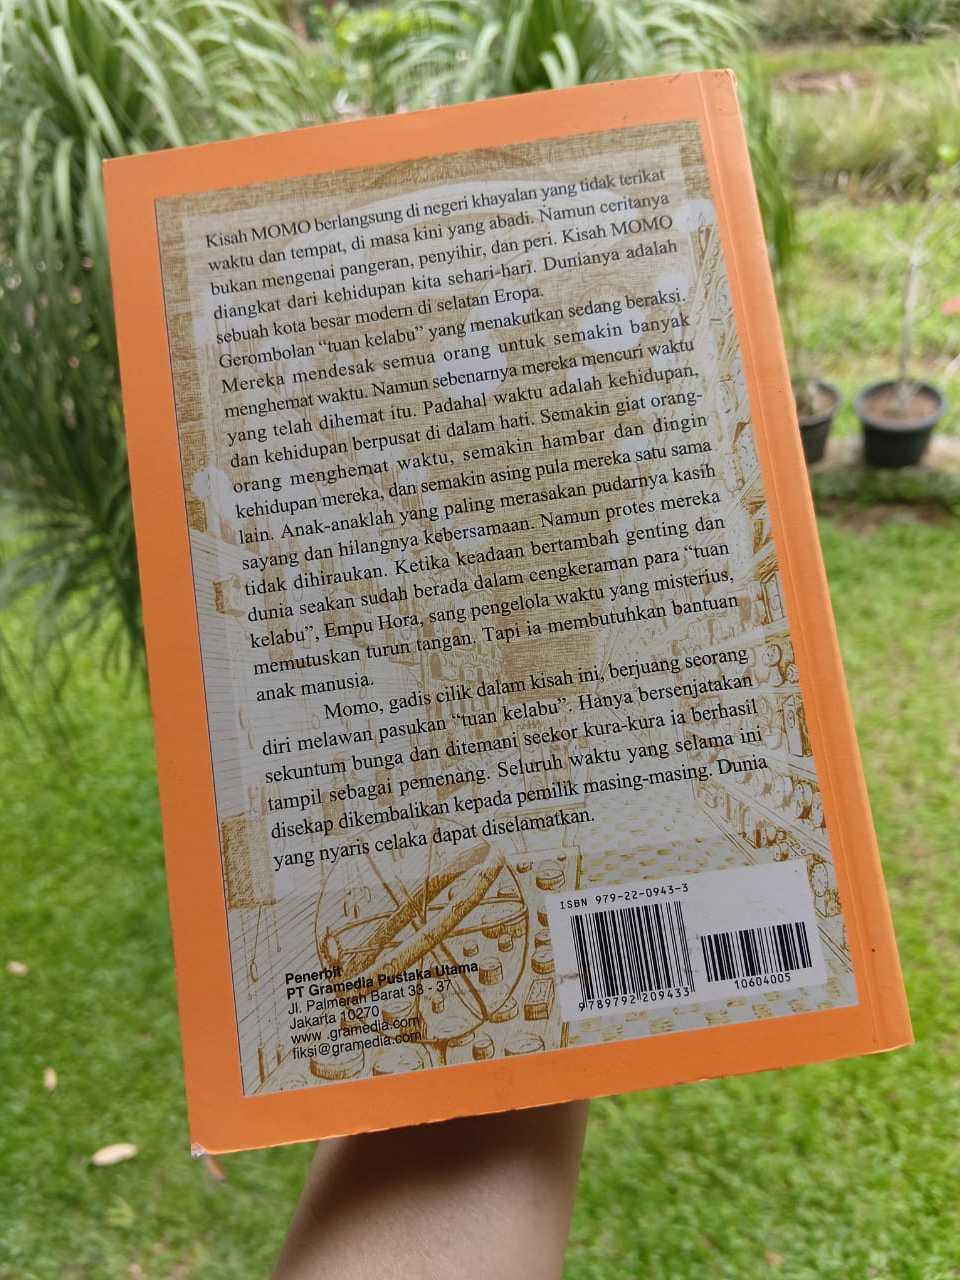 Kisah MOMO berlangsung di negeri khayalan yang tidak terikat
waktu dan tempat, di masa kini yang abadi. Namun ceritanya
bukan mengenai pangeran, penyihir, dan peri. Kisah MOMO
diangkat dari kehidupan kita sehari-hari. Dunianya adalah
sebuah kota besar modern di selatan Eropa.
Gerombolan “tuan kelabu” yang menakutkan sedang beraksi.
Mereka mendesak semua orang untuk semakin banyak
menghemat waktu. Namun sebenarnya mereka mencuri waktu
yang telah dihemat itu. Padahal waktu adalah kehidupan,
dan kehidupan berpusat di dalam hati. Semakin giat orang-
orang menghemat waktu, semakin hambar dan dingin
kehidupan mereka, dan semakin asing pula mereka satu sama
lain. Anak-anaklah yang paling merasakan pudarnya kasih
sayang dan hilangnya kebersamaan. Namun protes mereka
tidak dihiraukan. Ketika keadaan bertambah genting dan
dunia seakan sudah berada dalam cengkeraman para “tuan
kelabu”, Empu Hora, sang pengelola waktu yang misterius,
memutuskan turun tangan. Tapi ia membutuhkan bantuan
anak manusia.
Momo, gadis cilik dalam kisah ini, berjuang seorang
diri melawan pasukan “tuan kelabu”. Hanya bersenjatakan
sekuntum bunga dan ditemani seekor kura-kura ia berhasil
tampil sebagai pemenang. Seluruh waktu yang selama ini
disekap dikembalikan kepada pemilik masing-masing. Dunia
yang nyaris celaka dapat diselamatkan.
Penerbit
PT Gramedia Pustaka Utama
Jl. Palmerah Barat 33 - 37
Jakarta 10270
www .gramedia.com
fiksi@gramedia.com
ISBN 979-22-0943-3
9789792209433
10604005